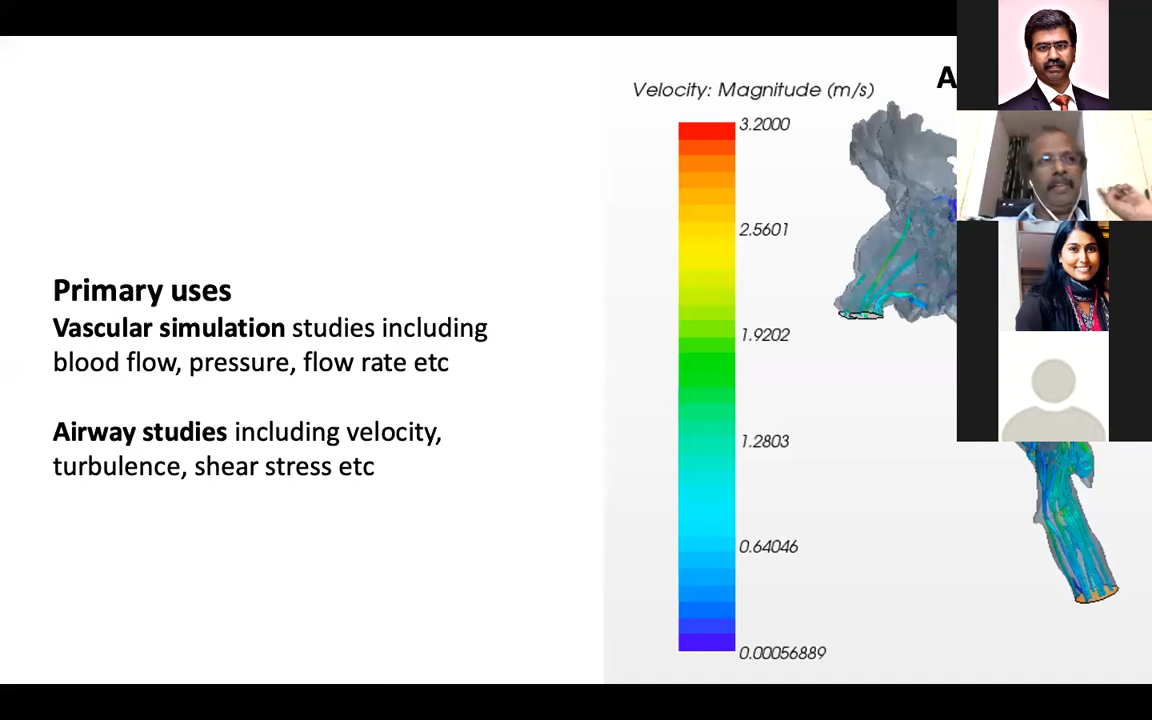 Primary uses
Vascular simulation studies including
blood flow, pressure, flow rate etc
Airway studies including velocity,
turbulence, shear stress etc
Velocity: Magnitude (m/s)
3.2000
2.5601
1.9202
1.2803
0.64046
0.00056889
A